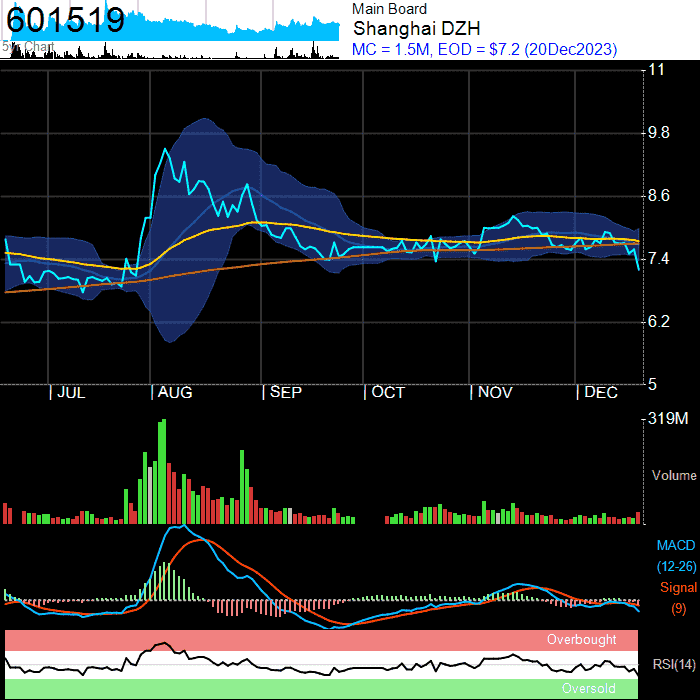 601519
5yr Chart
Main Board
Shanghai DZH
MC = 1.5M, EOD = $7.2 (20Dec2023)
11
9.8
8.6
7.4
6.2
5
JUL
AUG
SEP
OCT
NOV
DEC
319M
Volume
MACD
(12-26)
Signal
(9)
Overbought
RSI(14)
Oversold